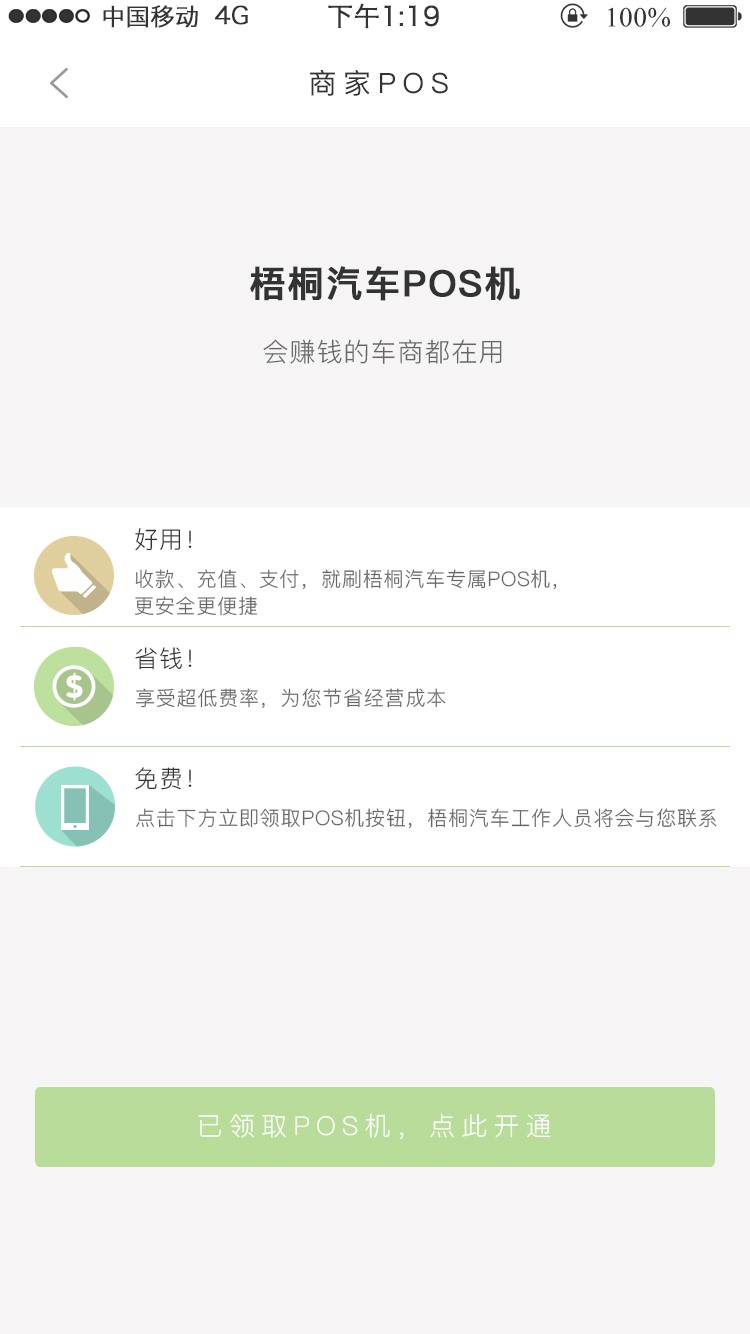 中国移动 4G 下午1:19 100%
商家POS
梧桐汽车POS机
会赚钱的车商都在用
好用！
收款、充值、支付，就刷梧桐汽车专属POS机，
更安全更便捷
$
省钱！
享受超低费率，为您节省经营成本
免费！
点击下方立即领取POS机按钮，梧桐汽车工作人员将会与您联系
已领取POS机，点此开通